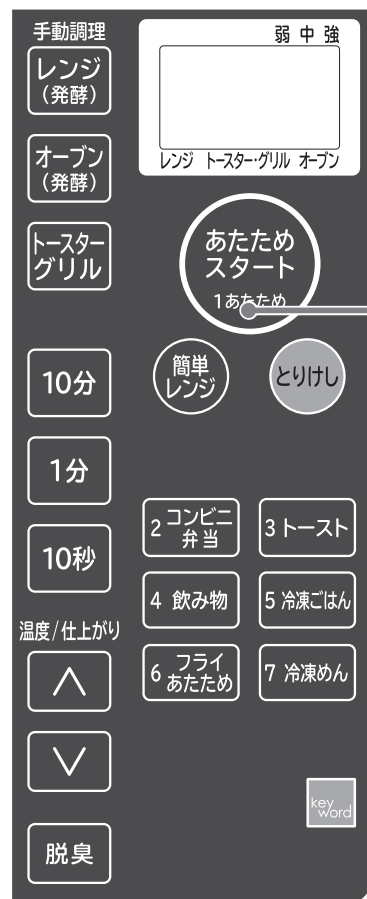 手動調理
レンジ
(発酵)
オーブン
(発酵)
トースター
グリル
弱 中 強
レンジ トースター・グリル オーブン
あたため
スタート
1あたため
簡単
レンジ
とりけし
10分
1分
10秒
2 コンビニ
弁当
3 トースト
4 飲み物
5 冷凍ごはん
6 フライ
あたため
7 冷凍めん
温度/仕上がり
脱臭
key
word